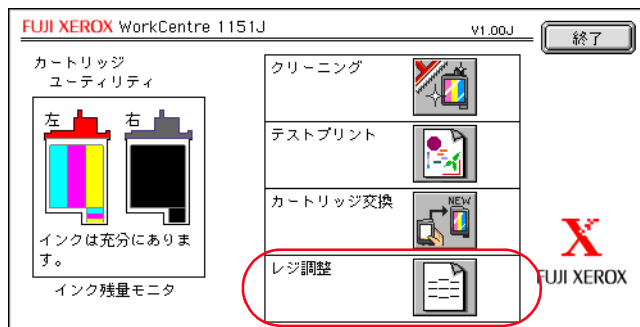 FUJI XEROX WorkCentre 1151J
V1.00J
終了
カートリッジ
ユーティリティ
左 右
インクは充分にありま
す。
インク残量モニタ
クリーニング
テストプリント
カートリッジ交換
NEW
レジ調整
X
FUJI XEROX